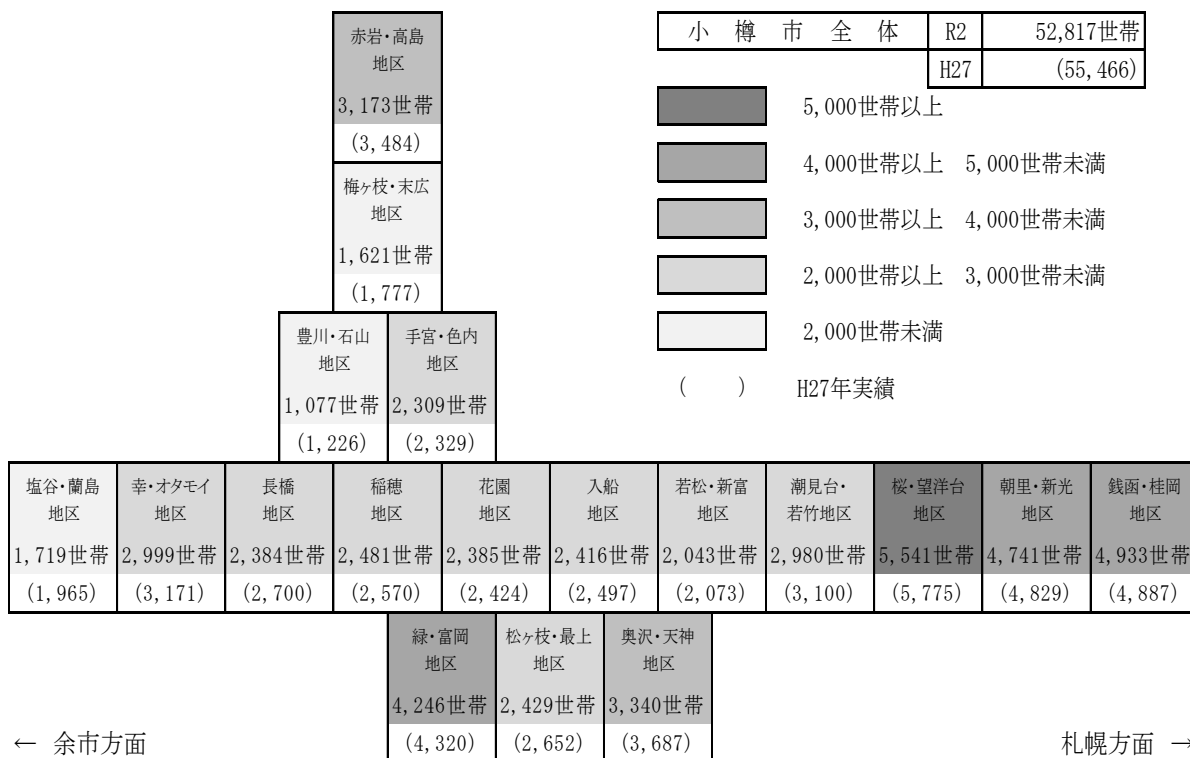 小樽市全体 R2 52,817世帯
H27 (55,466)
5,000世帯以上
4,000世帯以上 5,000世帯未満
3,000世帯以上 4,000世帯未満
2,000世帯以上 3,000世帯未満
2,000世帯未満
( ) H27年実績
赤岩・高島
地区
3,173世帯
(3,484)
梅ヶ枝・末広
地区
1,621世帯
(1,777)
豊川・石山
地区
1,077世帯
(1,226)
手宮・色内
地区
2,309世帯
(2,329)
塩谷・蘭島
地区
1,719世帯
(1,965)
幸・オタモイ
地区
2,999世帯
(3,171)
長橋
地区
2,384世帯
(2,700)
稲穂
地区
2,481世帯
(2,570)
花園
地区
2,385世帯
(2,424)
入船
地区
2,416世帯
(2,497)
若松・新富
地区
2,043世帯
(2,073)
潮見台・
若竹地区
2,980世帯
(3,100)
桜・望洋台
地区
5,541世帯
(5,775)
朝里・新光
地区
4,741世帯
(4,829)
銭函・桂岡
地区
4,933世帯
(4,887)
緑・富岡
地区
4,246世帯
(4,320)
松ヶ枝・最上
地区
2,429世帯
(2,652)
奥沢・天神
地区
3,340世帯
(3,687)
← 余市方面
札幌方面 →